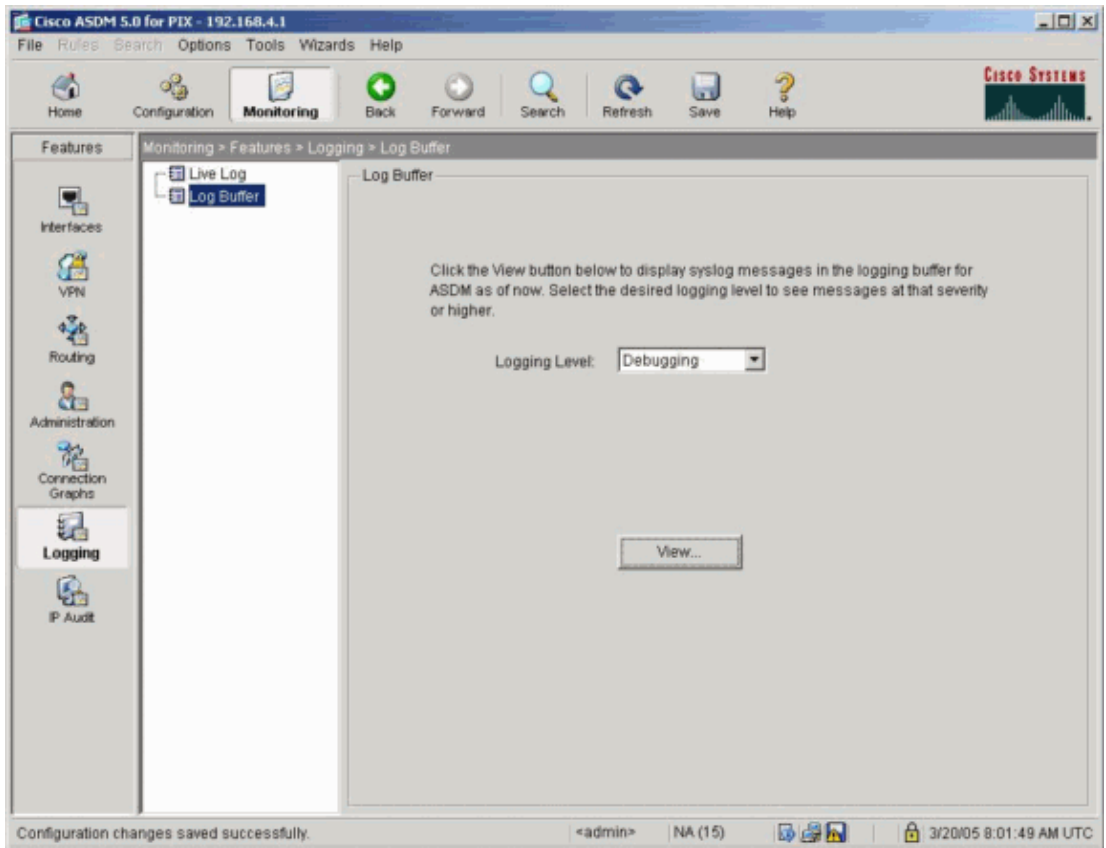 Cisco ASDM 5.0 for PIX - 192.168.4.1
File Rules Search Options Tools Wizards Help
Home Configuration Monitoring Back Forward Search Refresh Save Help
CISCO SYSTEMS
Features
Monitoring > Features > Logging > Log Buffer
Interfaces
VPN
Routing
Administration
Connection
Graphs
Logging
IP Audit
Live Log
Log Buffer
Log Buffer
Click the View button below to display syslog messages in the logging buffer for
ASDM as of now. Select the desired logging level to see messages at that severity
or higher.
Logging Level: Debugging
View...
Configuration changes saved successfully. <admin> NA (15) 3/20/05 8:01:49 AM UTC